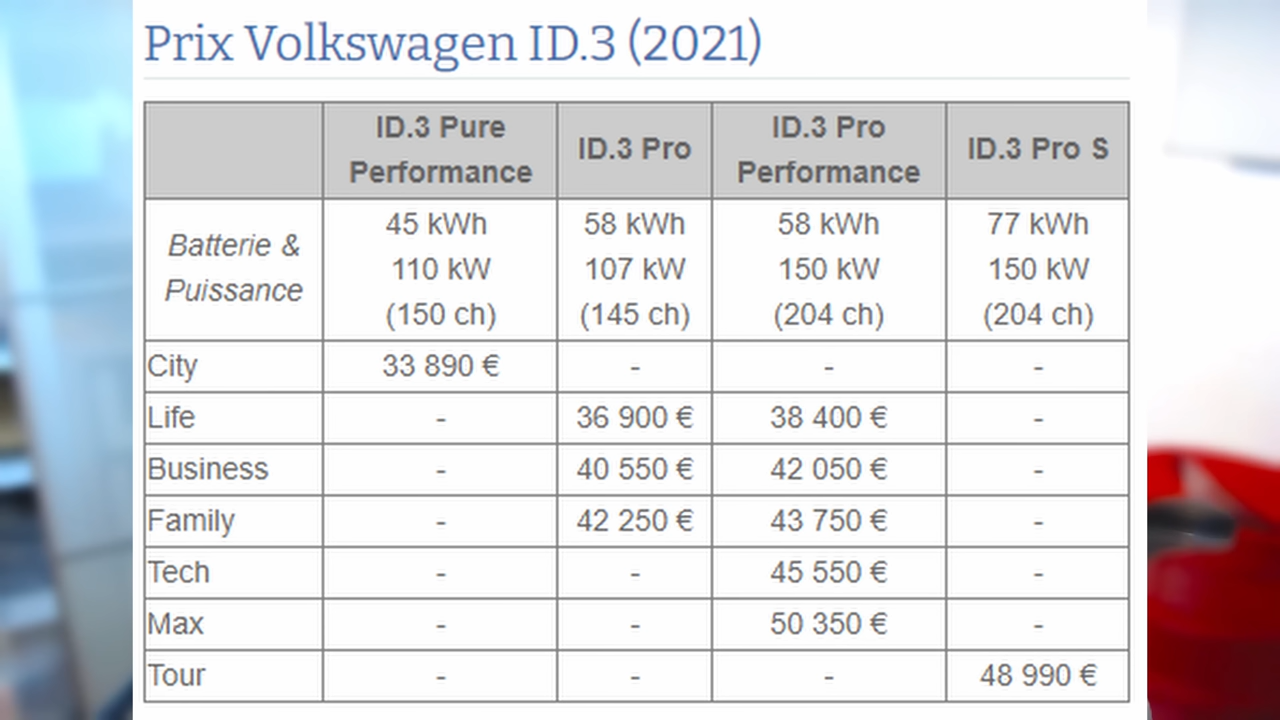 Prix Volkswagen ID.3 (2021)
ID.3 Pure Performance | ID.3 Pro | ID.3 Pro Performance | ID.3 Pro S
Batterie & Puissance | 45 kWh 110 kW (150 ch) | 58 kWh 107 kW (145 ch) | 58 kWh 150 kW (204 ch) | 77 kWh 150 kW (204 ch)
City | 33 890 € | - | - | -
Life | - | 36 900 € | 38 400 € | -
Business | - | 40 550 € | 42 050 € | -
Family | - | 42 250 € | 43 750 € | -
Tech | - | - | 45 550 € | -
Max | - | - | 50 350 € | -
Tour | - | - | - | 48 990 €